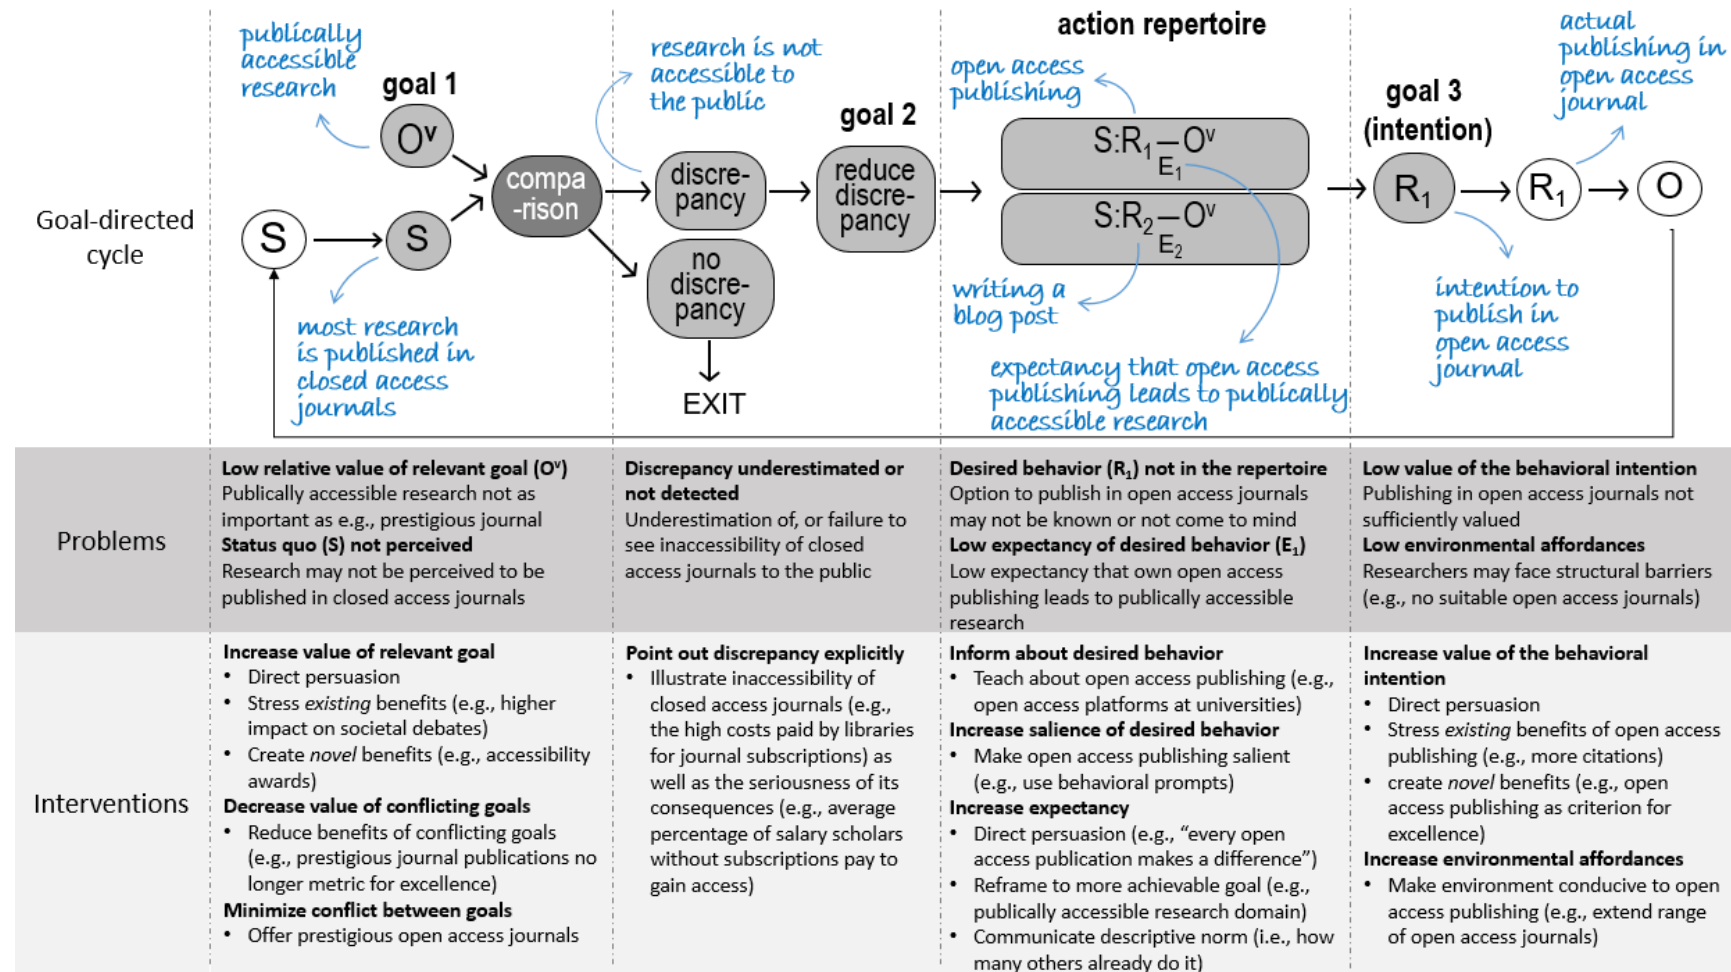 publically
accessible
research
goal 1
Oᵛ
S
S
most research
is published in
closed access
journals
compa
-rison
research is not
accessible to
the public
discre-
pancy
no
discre-
pancy
EXIT
goal 2
reduce
discre-
pancy
action repertoire
open access
publishing
S:R₁–Oᵛ
E₁
S:R₂–Oᵛ
E₂
writing a
blog post
expectancy that open access
publishing leads to publically
accessible research
goal 3
(intention)
R₁
R₁
O
actual
publishing in
open access
journal
intention to
publish in
open access
journal
Goal-directed
cycle
Problems
Low relative value of relevant goal (Oᵛ)
Publically accessible research not as
important as e.g., prestigious journal
Status quo (S) not perceived
Research may not be perceived to be
published in closed access journals
Discrepancy underestimated or
not detected
Underestimation of, or failure to
see inaccessibility of closed
access journals to the public
Desired behavior (R₁) not in the repertoire
Option to publish in open access journals
may not be known or not come to mind
Low expectancy of desired behavior (E₁)
Low expectancy that own open access
publishing leads to publically accessible
research
Low value of the behavioral intention
Publishing in open access journals not
sufficiently valued
Low environmental affordances
Researchers may face structural barriers
(e.g., no suitable open access journals)
Interventions
Increase value of relevant goal
• Direct persuasion
• Stress existing benefits (e.g., higher
impact on societal debates)
• Create novel benefits (e.g., accessibility
awards)
Decrease value of conflicting goals
• Reduce benefits of conflicting goals
(e.g., prestigious journal publications no
longer metric for excellence)
Minimize conflict between goals
• Offer prestigious open access journals
Point out discrepancy explicitly
• Illustrate inaccessibility of
closed access journals (e.g.,
the high costs paid by libraries
for journal subscriptions) as
well as the seriousness of its
consequences (e.g., average
percentage of salary scholars
without subscriptions pay to
gain access)
Inform about desired behavior
• Teach about open access publishing (e.g.,
open access platforms at universities)
Increase salience of desired behavior
• Make open access publishing salient
(e.g., use behavioral prompts)
Increase expectancy
• Direct persuasion (e.g., “every open
access publication makes a difference”)
• Reframe to more achievable goal (e.g.,
publically accessible research domain)
• Communicate descriptive norm (i.e., how
many others already do it)
Increase value of the behavioral
intention
• Direct persuasion
• Stress existing benefits of open access
publishing (e.g., more citations)
• create novel benefits (e.g., open
access publishing as criterion for
excellence)
Increase environmental affordances
• Make environment conducive to open
access publishing (e.g., extend range
of open access journals)